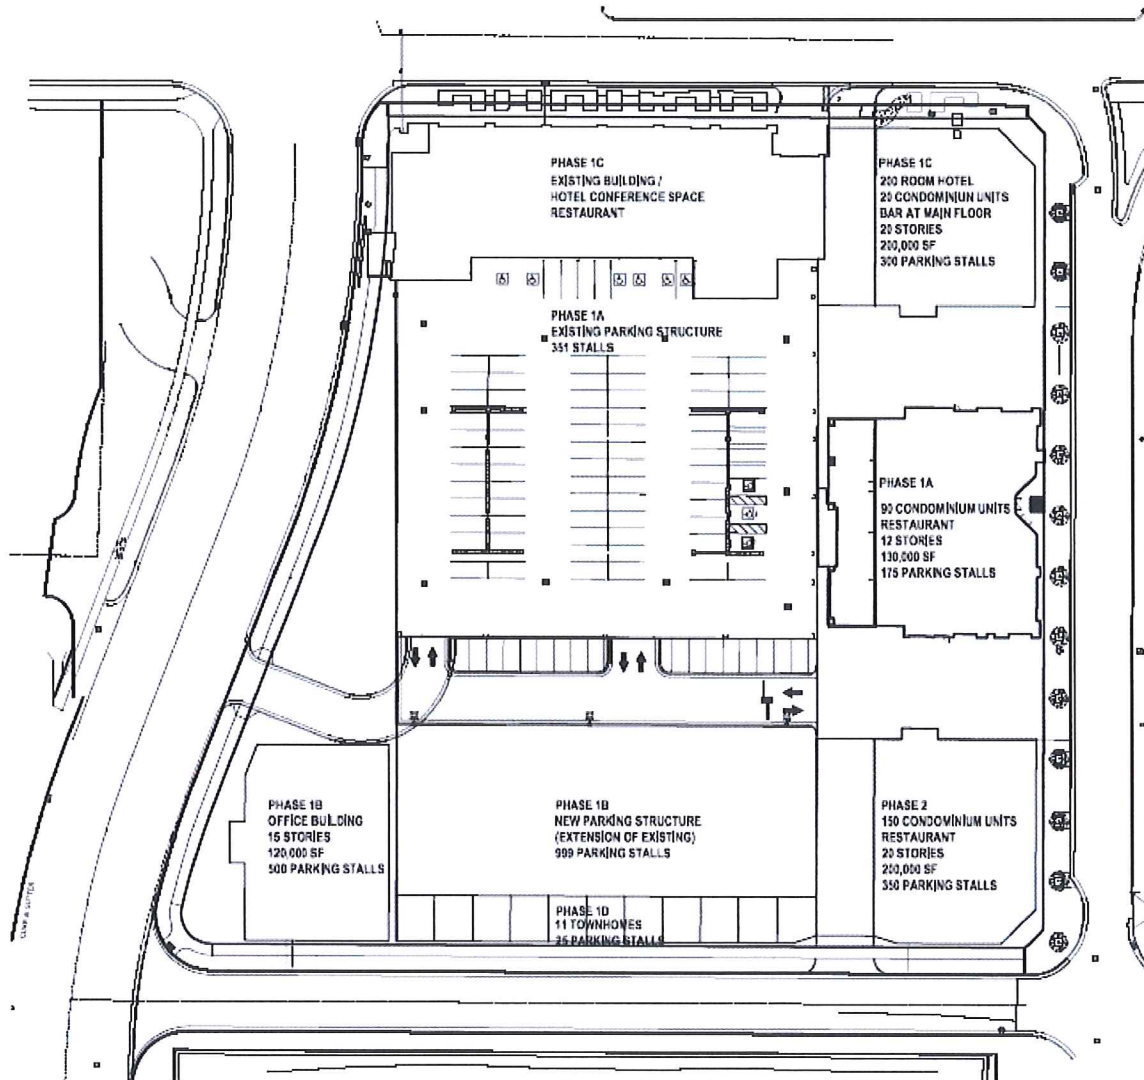 PHASE 1C
EXISTING BUILDING /
HOTEL CONFERENCE SPACE
RESTAURANT
PHASE 1C
200 ROOM HOTEL
20 CONDOMINIUN UNITS
BAR AT MAIN FLOOR
20 STORIES
200,000 SF
300 PARKING STALLS
PHASE 1A
EXISTING PARKING STRUCTURE
351 STALLS
PHASE 1A
90 CONDOMINIUM UNITS
RESTAURANT
12 STORIES
130,000 SF
175 PARKING STALLS
PHASE 1B
OFFICE BUILDING
15 STORIES
120,000 SF
500 PARKING STALLS
PHASE 1B
NEW PARKING STRUCTURE
(EXTENSION OF EXISTING)
999 PARKING STALLS
PHASE 2
150 CONDOMINIUM UNITS
RESTAURANT
20 STORIES
200,000 SF
350 PARKING STALLS
PHASE 1D
11 TOWNHOMES
25 PARKING STALLS
CURB & GUTTER